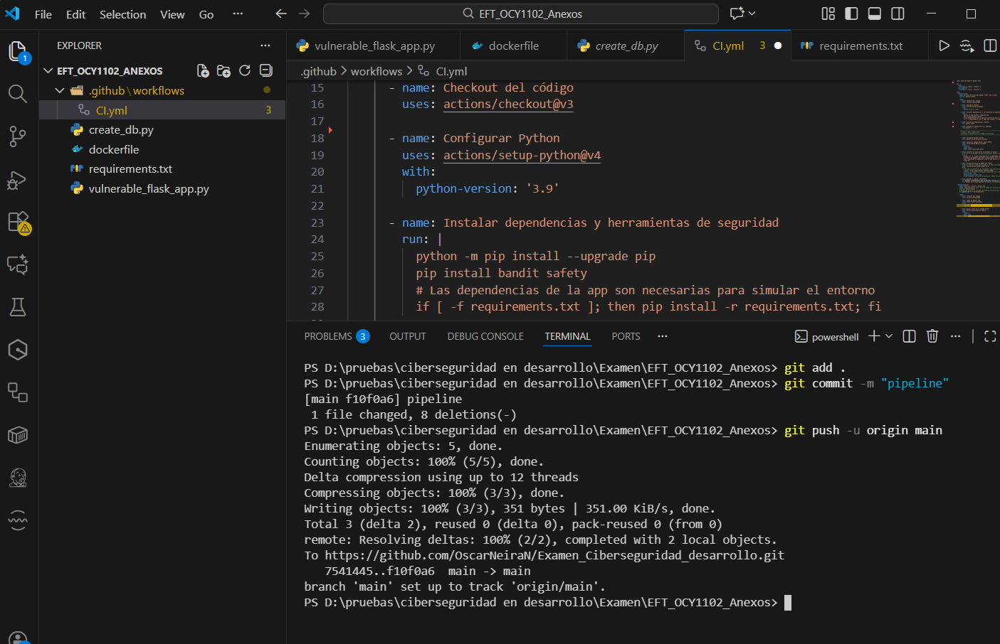 File Edit Selection View Go ··· EFT_OCY1102_Anexos
EXPLORER
EFT_OCY1102_ANEXOS
.github\workflows
CI.yml 3
create_db.py
dockerfile
requirements.txt
vulnerable_flask_app.py
1
vulnerable_flask_app.py dockerfile create_db.py CI.yml 3 requirements.txt
.github > workflows > CI.yml
15 - name: Checkout del código
16 uses: actions/checkout@v3
17
18 - name: Configurar Python
19 uses: actions/setup-python@v4
20 with:
21 python-version: '3.9'
22
23 - name: Instalar dependencias y herramientas de seguridad
24 run: |
25 python -m pip install --upgrade pip
26 pip install bandit safety
27 # Las dependencias de la app son necesarias para simular el entorno
28 if [ -f requirements.txt ]; then pip install -r requirements.txt; fi
PROBLEMS 3 OUTPUT DEBUG CONSOLE TERMINAL PORTS ··· powershell
PS D:\pruebas\ciberseguridad en desarrollo\Examen\EFT_OCY1102_Anexos> git add .
PS D:\pruebas\ciberseguridad en desarrollo\Examen\EFT_OCY1102_Anexos> git commit -m "pipeline"
[main f10f0a6] pipeline
1 file changed, 8 deletions(-)
PS D:\pruebas\ciberseguridad en desarrollo\Examen\EFT_OCY1102_Anexos> git push -u origin main
Enumerating objects: 5, done.
Counting objects: 100% (5/5), done.
Delta compression using up to 12 threads
Compressing objects: 100% (3/3), done.
Writing objects: 100% (3/3), 351 bytes | 351.00 KiB/s, done.
Total 3 (delta 2), reused 0 (delta 0), pack-reused 0 (from 0)
remote: Resolving deltas: 100% (2/2), completed with 2 local objects.
To https://github.com/OscarNeiraN/Examen_Ciberseguridad_desarrollo.git
7541445..f10f0a6 main -> main
branch 'main' set up to track 'origin/main'.
PS D:\pruebas\ciberseguridad en desarrollo\Examen\EFT_OCY1102_Anexos>